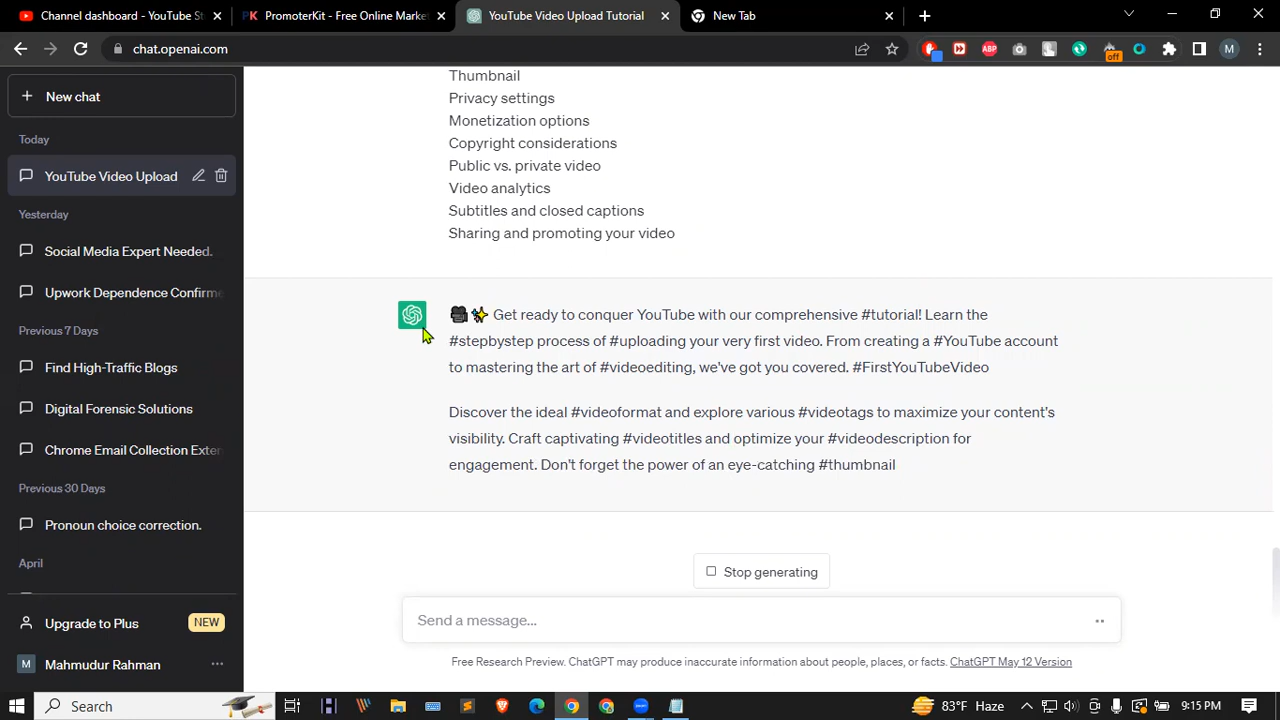 Channel dashboard - YouTube St
PromoterKit - Free Online Marke
YouTube Video Upload Tutorial
New Tab
chat.openai.com
off
M
New chat
Today
YouTube Video Upload
Yesterday
Social Media Expert Needed.
Upwork Dependence Confirme
Previous 7 Days
Find High-Traffic Blogs
Digital Forensic Solutions
Chrome Email Collection Exter
Previous 30 Days
Pronoun choice correction.
April
Upgrade to Plus
NEW
M
Mahmudur Rahman
Thumbnail
Privacy settings
Monetization options
Copyright considerations
Public vs. private video
Video analytics
Subtitles and closed captions
Sharing and promoting your video
🎥✨ Get ready to conquer YouTube with our comprehensive #tutorial! Learn the
#stepbystep process of #uploading your very first video. From creating a #YouTube account
to mastering the art of #videoediting, we've got you covered. #FirstYouTubeVideo
Discover the ideal #videoformat and explore various #videotags to maximize your content's
visibility. Craft captivating #videotitles and optimize your #videodescription for
engagement. Don't forget the power of an eye-catching #thumbnail
Stop generating
Send a message...
Free Research Preview. ChatGPT may produce inaccurate information about people, places, or facts. ChatGPT May 12 Version
Search
83°F Haze
9:15 PM